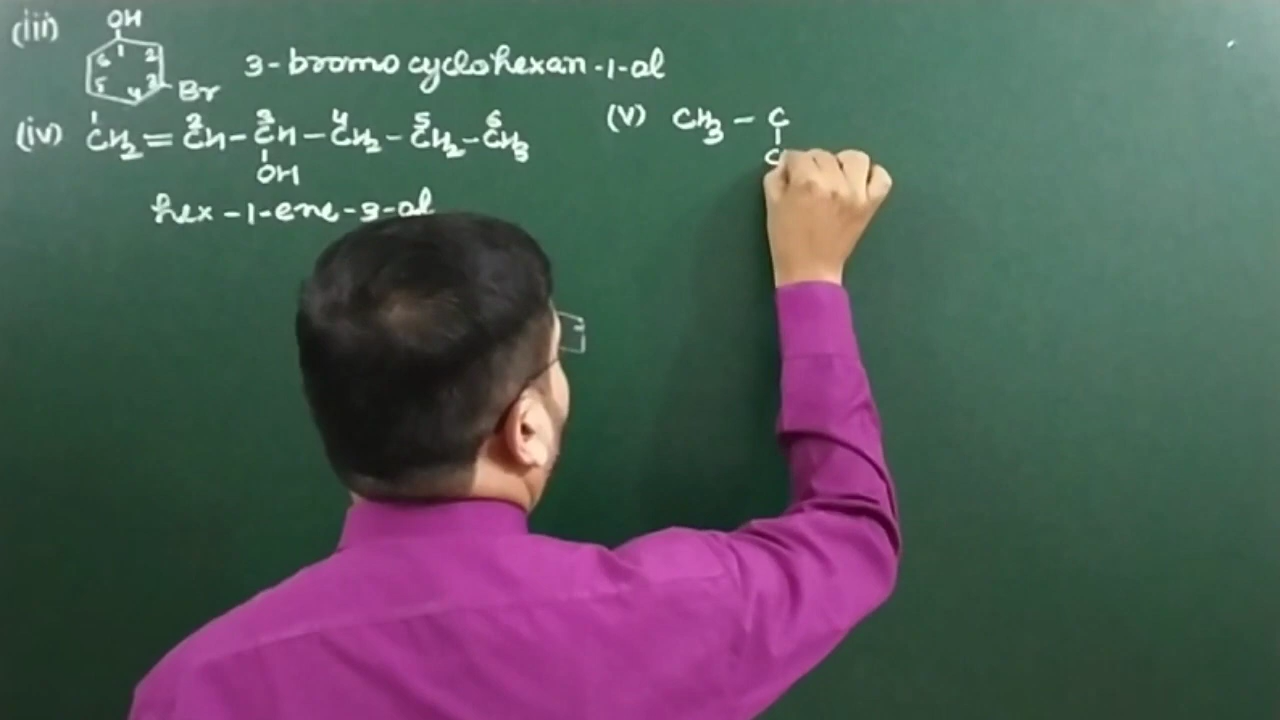 (iii) OH
1 2 3 4 5 6 Br 3-bromo cyclohexan-1-ol
(iv) CH2 = CH - CH - CH2 - CH2 - CH3
1 2 3 4 5 6
OH
hex-1-ene-3-ol
(V) CH3 - C
C